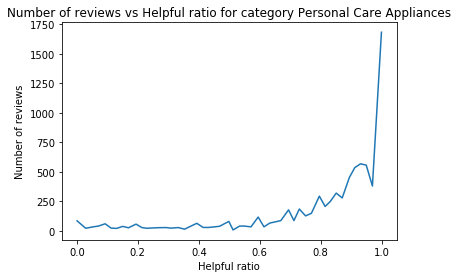 Number of reviews vs Helpful ratio for category Personal Care Appliances
1750
1500
1250
1000
750
500
250
0
Number of reviews
0.0 0.2 0.4 0.6 0.8 1.0
Helpful ratio